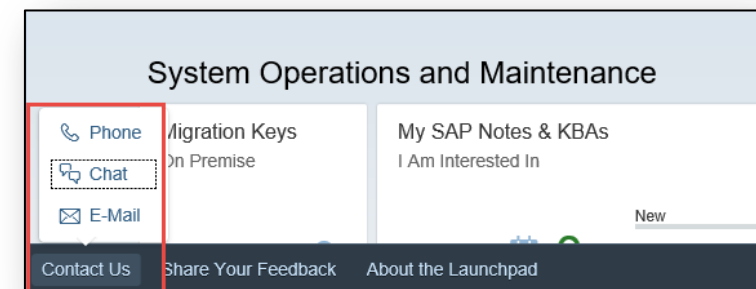 System Operations and Maintenance
Phone
Chat
E-Mail
Migration Keys
On Premise
My SAP Notes & KBAs
I Am Interested In
New
Contact Us
Share Your Feedback
About the Launchpad